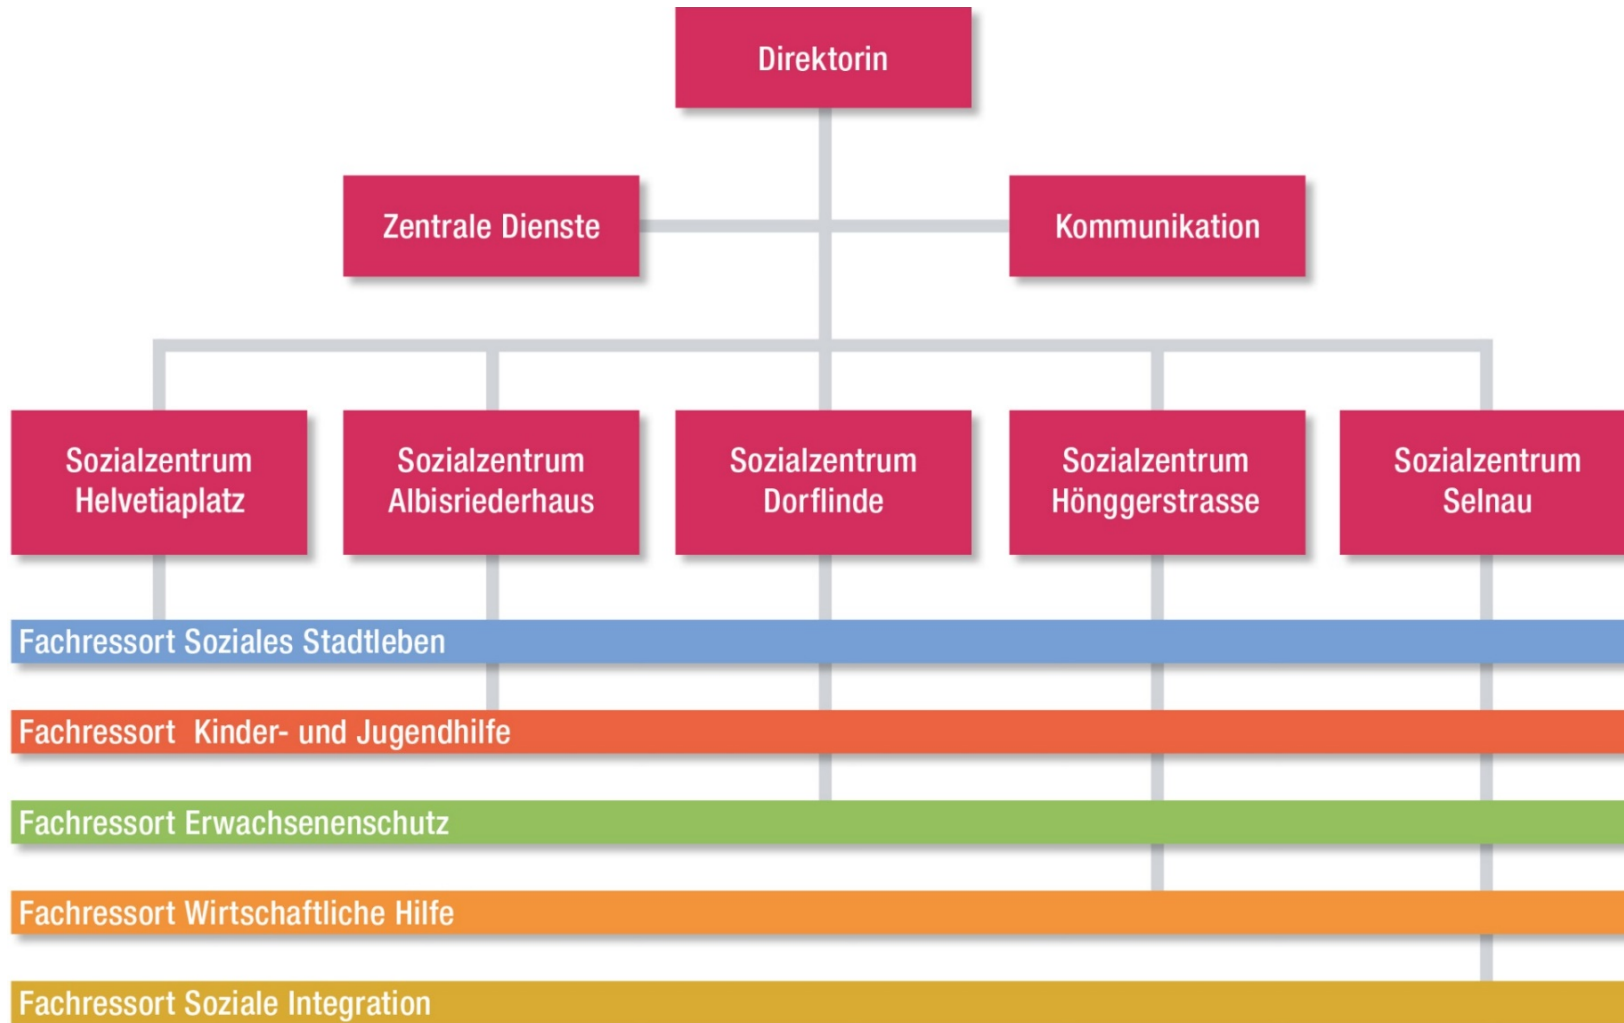 Direktorin
Zentrale Dienste
Kommunikation
Sozialzentrum
Helvetiaplatz
Sozialzentrum
Albisriederhaus
Sozialzentrum
Dorflinde
Sozialzentrum
Hönggerstrasse
Sozialzentrum
Selnau
Fachressort Soziales Stadtleben
Fachressort Kinder- und Jugendhilfe
Fachressort Erwachsenenschutz
Fachressort Wirtschaftliche Hilfe
Fachressort Soziale Integration